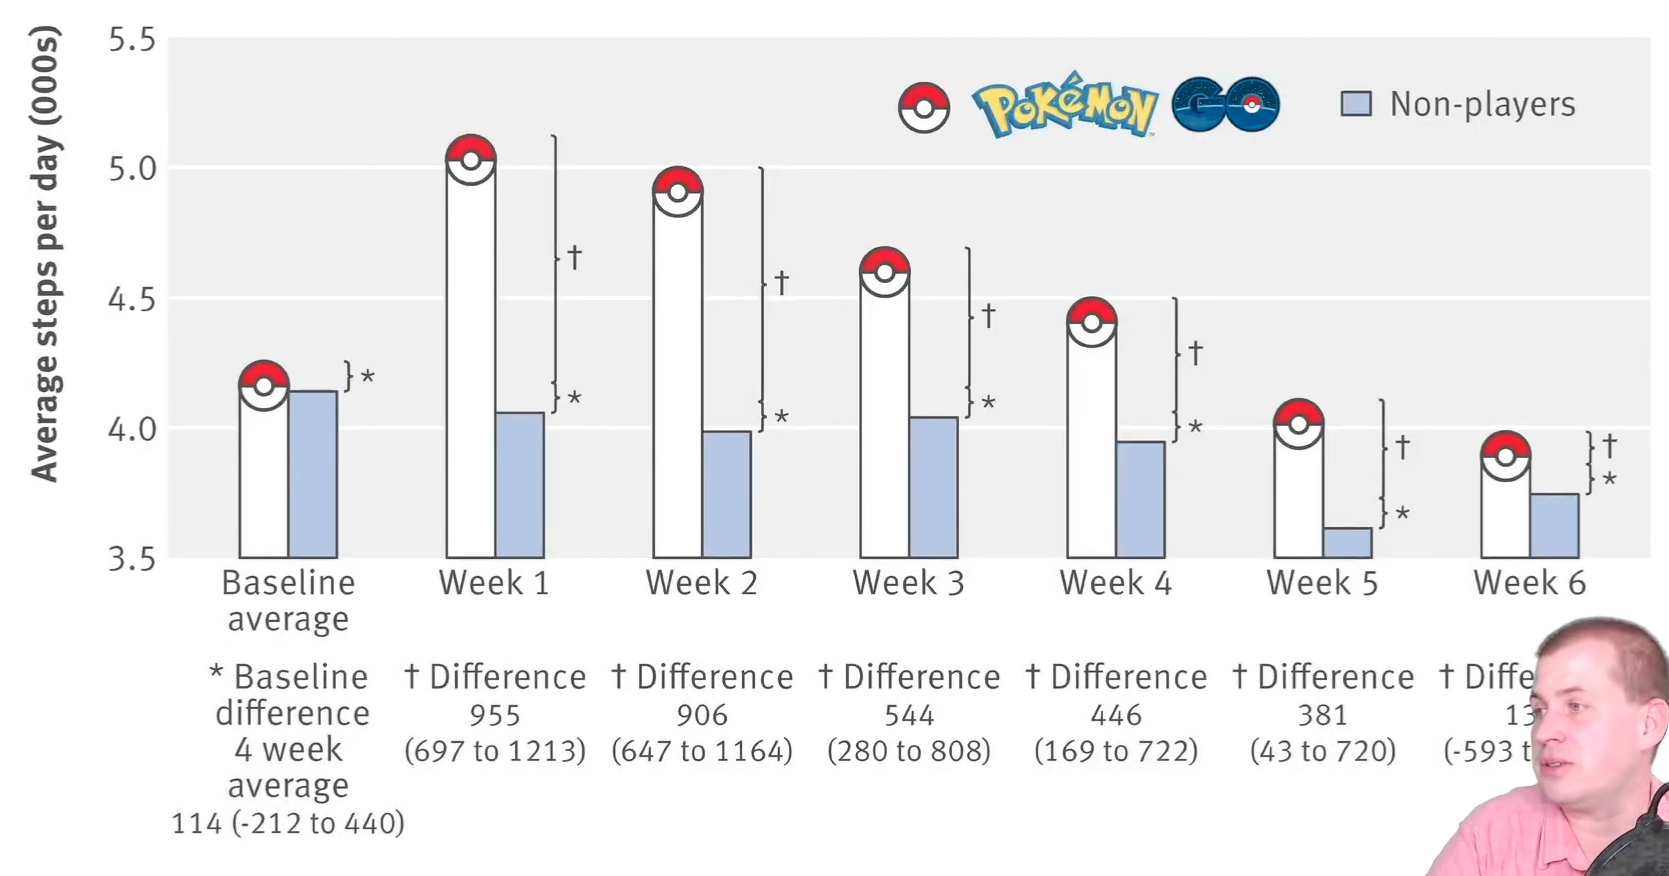 Average steps per day (000s)
5.5
5.0
4.5
4.0
3.5
POKéMON GO
Non-players
*
†
*
†
*
†
*
†
*
†
*
†
*
Baseline average
Week 1
Week 2
Week 3
Week 4
Week 5
Week 6
* Baseline
difference
4 week
average
114 (-212 to 440)
† Difference
955
(697 to 1213)
† Difference
906
(647 to 1164)
† Difference
544
(280 to 808)
† Difference
446
(169 to 722)
† Difference
381
(43 to 720)
†
(-593